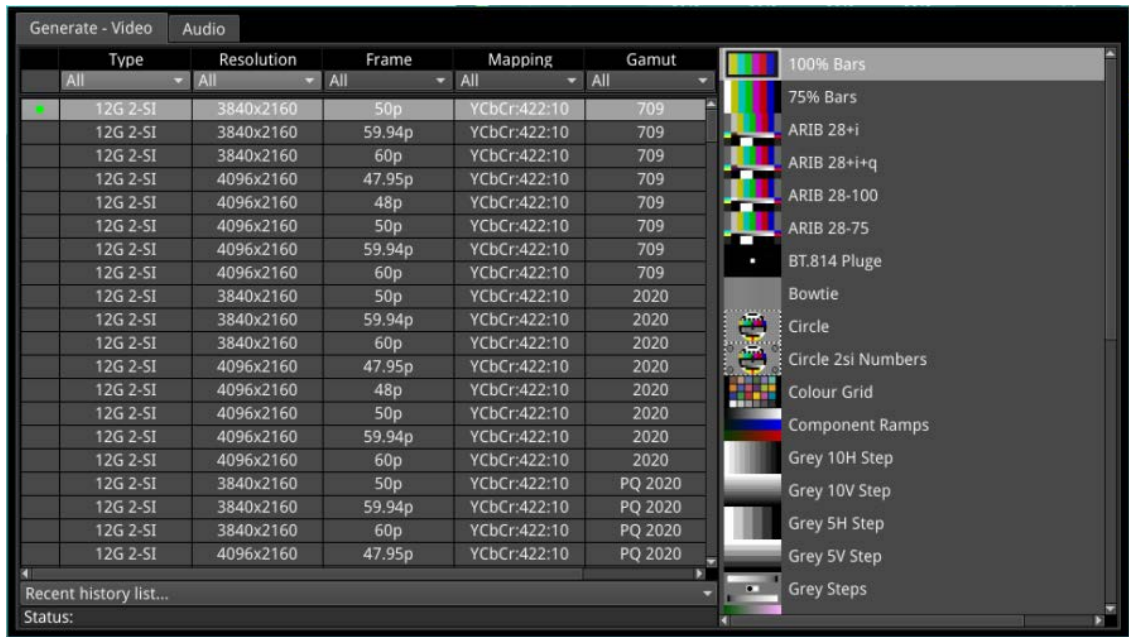 Generate - Video Audio
Type Resolution Frame Mapping Gamut
All All All All All
12G 2-SI 3840x2160 50p YCbCr:422:10 709
12G 2-SI 3840x2160 59.94p YCbCr:422:10 709
12G 2-SI 3840x2160 60p YCbCr:422:10 709
12G 2-SI 4096x2160 47.95p YCbCr:422:10 709
12G 2-SI 4096x2160 48p YCbCr:422:10 709
12G 2-SI 4096x2160 50p YCbCr:422:10 709
12G 2-SI 4096x2160 59.94p YCbCr:422:10 709
12G 2-SI 4096x2160 60p YCbCr:422:10 709
12G 2-SI 3840x2160 50p YCbCr:422:10 2020
12G 2-SI 3840x2160 59.94p YCbCr:422:10 2020
12G 2-SI 3840x2160 60p YCbCr:422:10 2020
12G 2-SI 4096x2160 47.95p YCbCr:422:10 2020
12G 2-SI 4096x2160 48p YCbCr:422:10 2020
12G 2-SI 4096x2160 50p YCbCr:422:10 2020
12G 2-SI 4096x2160 59.94p YCbCr:422:10 2020
12G 2-SI 4096x2160 60p YCbCr:422:10 2020
12G 2-SI 3840x2160 50p YCbCr:422:10 PQ 2020
12G 2-SI 3840x2160 59.94p YCbCr:422:10 PQ 2020
12G 2-SI 3840x2160 60p YCbCr:422:10 PQ 2020
12G 2-SI 4096x2160 47.95p YCbCr:422:10 PQ 2020
Recent history list...
Status:
100% Bars
75% Bars
ARIB 28+i
ARIB 28+i+q
ARIB 28-100
ARIB 28-75
BT.814 Pluge
Bowtie
Circle
Circle 2si Numbers
Colour Grid
Component Ramps
Grey 10H Step
Grey 10V Step
Grey 5H Step
Grey 5V Step
Grey Steps